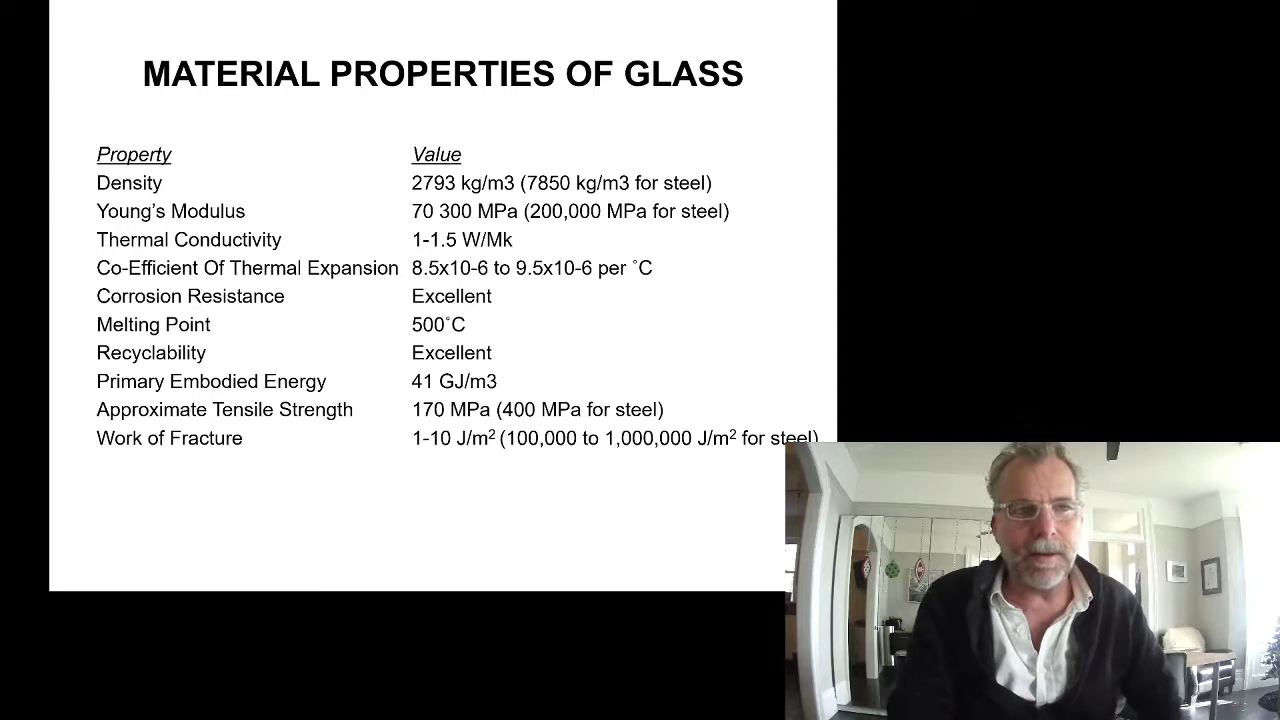 MATERIAL PROPERTIES OF GLASS
Property Value
Density 2793 kg/m3 (7850 kg/m3 for steel)
Young's Modulus 70 300 MPa (200,000 MPa for steel)
Thermal Conductivity 1-1.5 W/Mk
Co-Efficient Of Thermal Expansion 8.5x10-6 to 9.5x10-6 per ˚C
Corrosion Resistance Excellent
Melting Point 500˚C
Recyclability Excellent
Primary Embodied Energy 41 GJ/m3
Approximate Tensile Strength 170 MPa (400 MPa for steel)
Work of Fracture 1-10 J/m² (100,000 to 1,000,000 J/m² for steel)